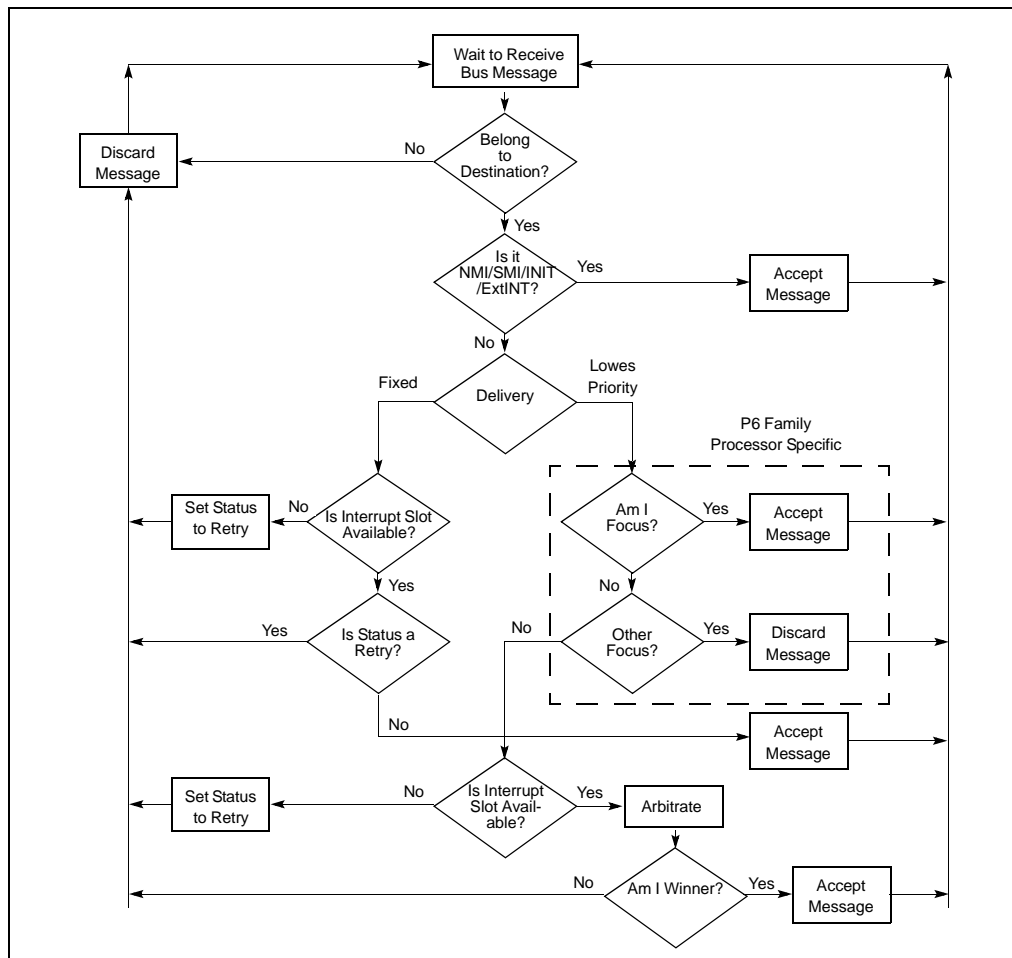 Wait to Receive
Bus Message
Belong
to
Destination?
No
Discard
Message
Yes
Is it
NMI/SMI/INIT
/ExtINT?
Yes
Accept
Message
No
Delivery
Fixed
Lowes
Priority
P6 Family
Processor Specific
Set Status
to Retry
No
Is Interrupt Slot
Available?
Am I
Focus?
Yes
Accept
Message
Yes
No
Yes
Is Status a
Retry?
No
Other
Focus?
Yes
Discard
Message
No
Accept
Message
Set Status
to Retry
No
Is Interrupt
Slot Avail-
able?
Yes
Arbitrate
No
Am I Winner?
Yes
Accept
Message